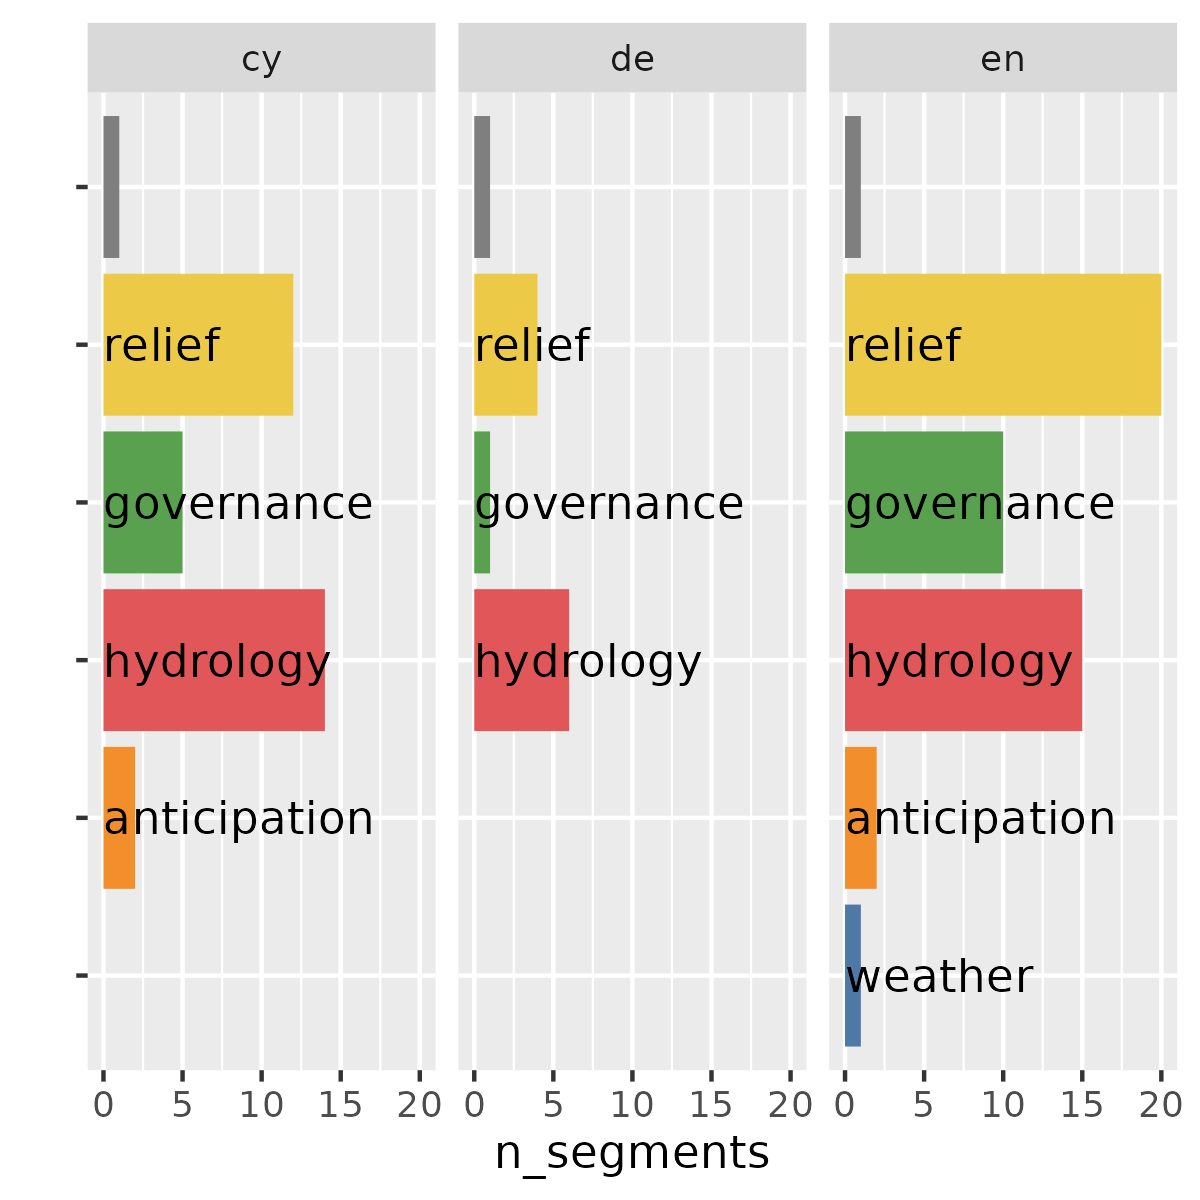 cy de en
relief relief relief
governance governance governance
hydrology hydrology hydrology
anticipation anticipation
weather
0 5 10 15 20 0 5 10 15 20 0 5 10 15 20
n_segments